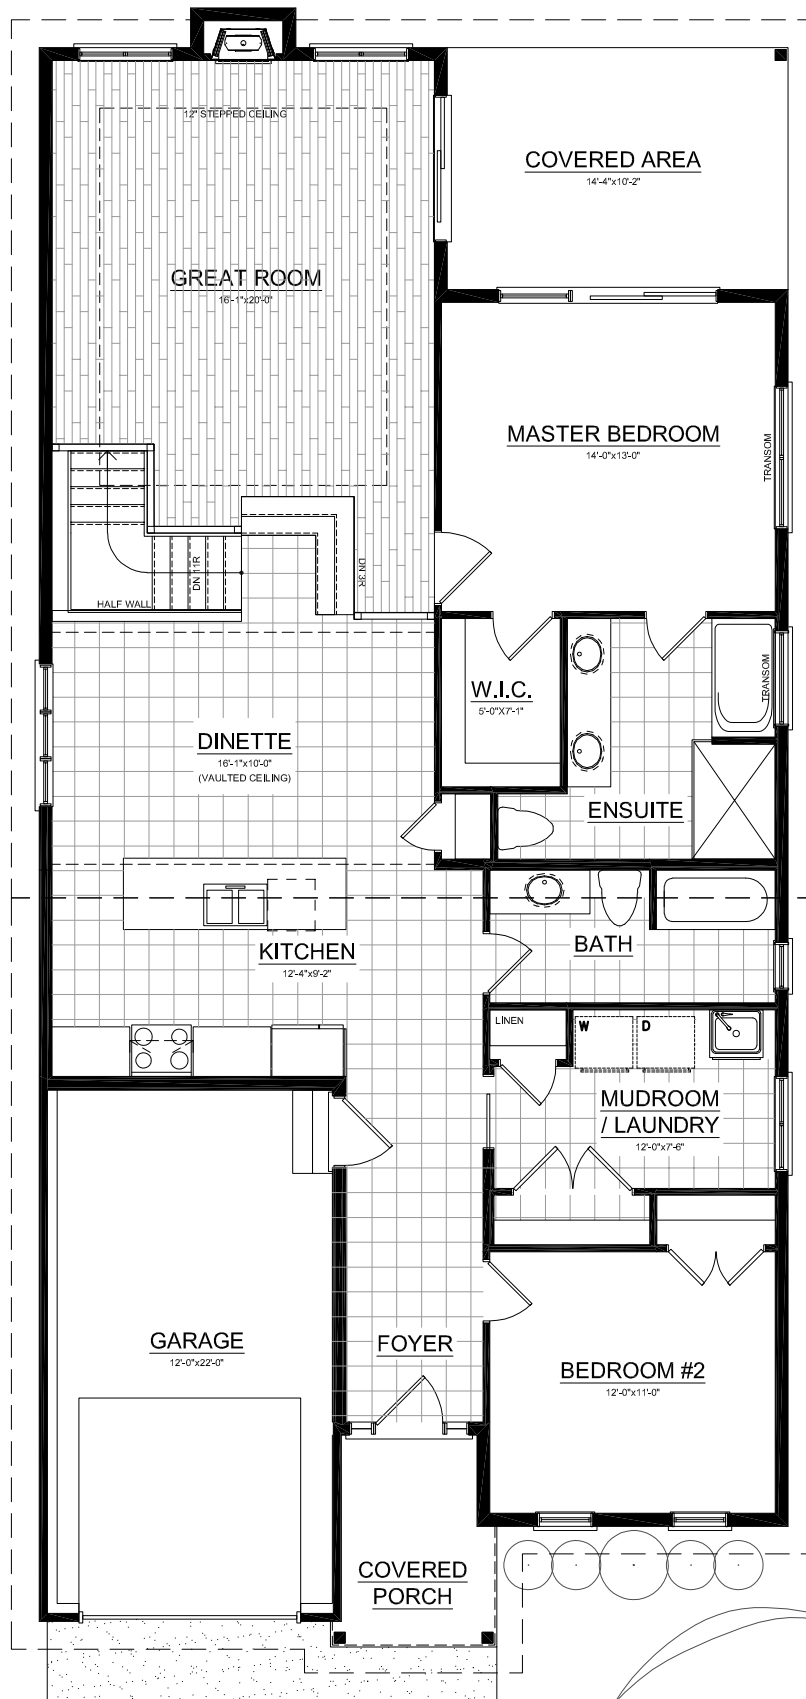 12" STEPPED CEILING
COVERED AREA
14'-4"x10'-2"
GREAT ROOM
16'-1"x20'-0"
MASTER BEDROOM
14'-0"x13'-0"
TRANSOM
DN 11R
DN 3R
HALF WALL
W.I.C.
5'-0"X7'-1"
TRANSOM
DINETTE
16'-1"x10'-0"
(VAULTED CEILING)
ENSUITE
KITCHEN
12'-4"x9'-2"
BATH
LINEN
W
D
MUDROOM
/ LAUNDRY
12'-0"x7'-6"
GARAGE
12'-0"x22'-0"
FOYER
BEDROOM #2
12'-0"x11'-0"
COVERED
PORCH